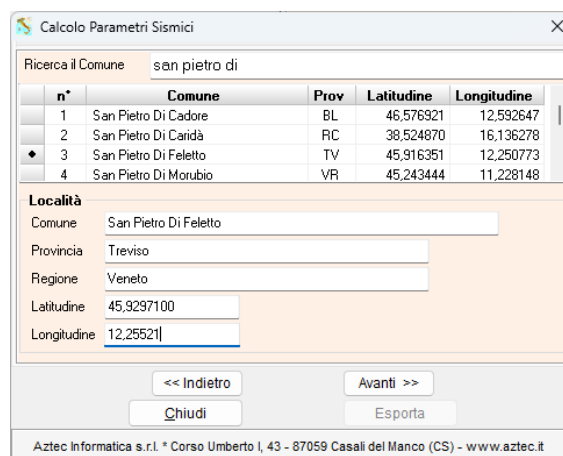 Calcolo Parametri Sismici
Ricerca il Comune san pietro di
n° Comune Prov Latitudine Longitudine
1 San Pietro Di Cadore BL 46,576921 12,592647
2 San Pietro Di Caridà RC 38,524870 16,136278
3 San Pietro Di Feletto TV 45,916351 12,250773
4 San Pietro Di Morubio VR 45,243444 11,228148
Località
Comune San Pietro Di Feletto
Provincia Treviso
Regione Veneto
Latitudine 45,9297100
Longitudine 12,25521
<< Indietro Avanti >>
Chiudi Esporta
Aztec Informatica s.r.l. * Corso Umberto I, 43 - 87059 Casali del Manco (CS) - www.aztec.it